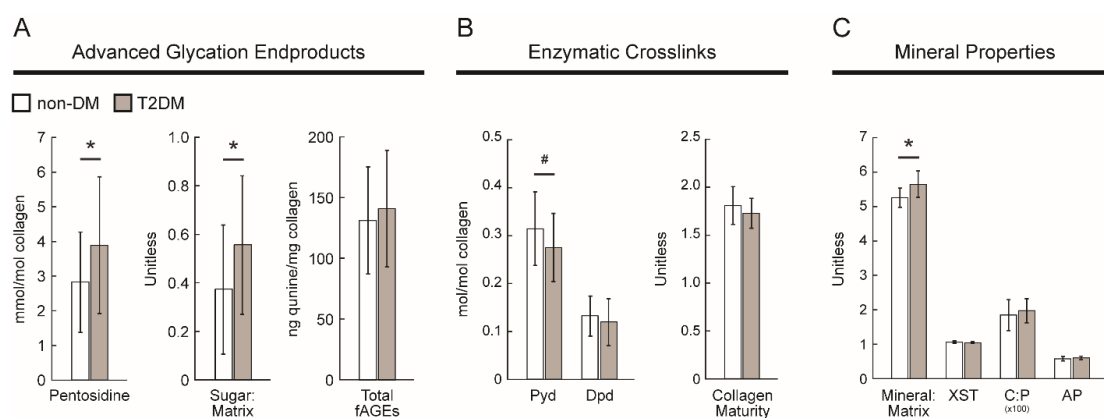 A
Advanced Glycation Endproducts
non-DM
T2DM
7
6
5
4
3
2
1
0
mmol/mol collagen
*
Pentosidine
1.0
0.8
0.6
0.4
0.2
0
Unitless
*
Sugar:
Matrix
200
150
100
50
0
ng qunine/mg collagen
Total
fAGEs
B
Enzymatic Crosslinks
0.5
0.4
0.3
0.2
0.1
0
mol/mol collagen
#
Pyd
Dpd
2.5
2.0
1.5
1.0
0.5
0.0
Unitless
Collagen
Maturity
C
Mineral Properties
7
6
5
4
3
2
1
0
Unitless
*
Mineral:
Matrix
XST
C:P
(x100)
AP